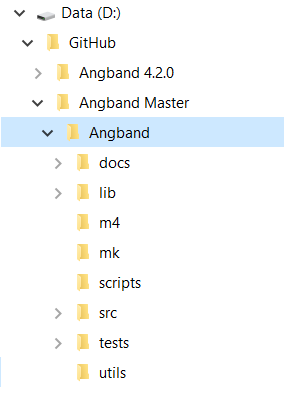 Data (D:)
GitHub
Angband 4.2.0
Angband Master
Angband
docs
lib
m4
mk
scripts
src
tests
utils